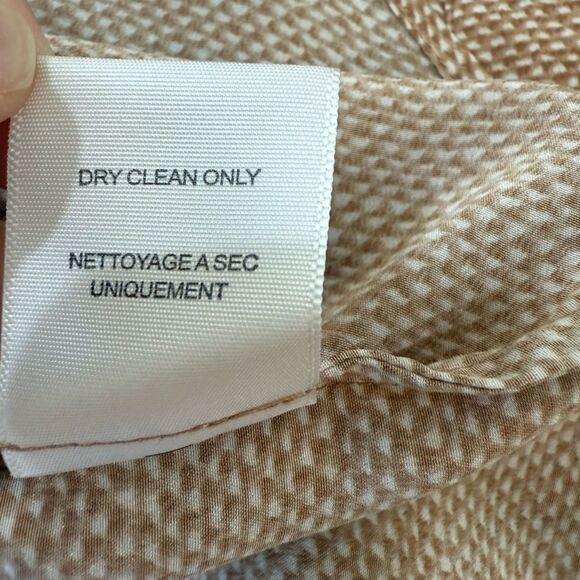 DRY CLEAN ONLY
NETTOYAGE A SEC
UNIQUEMENT